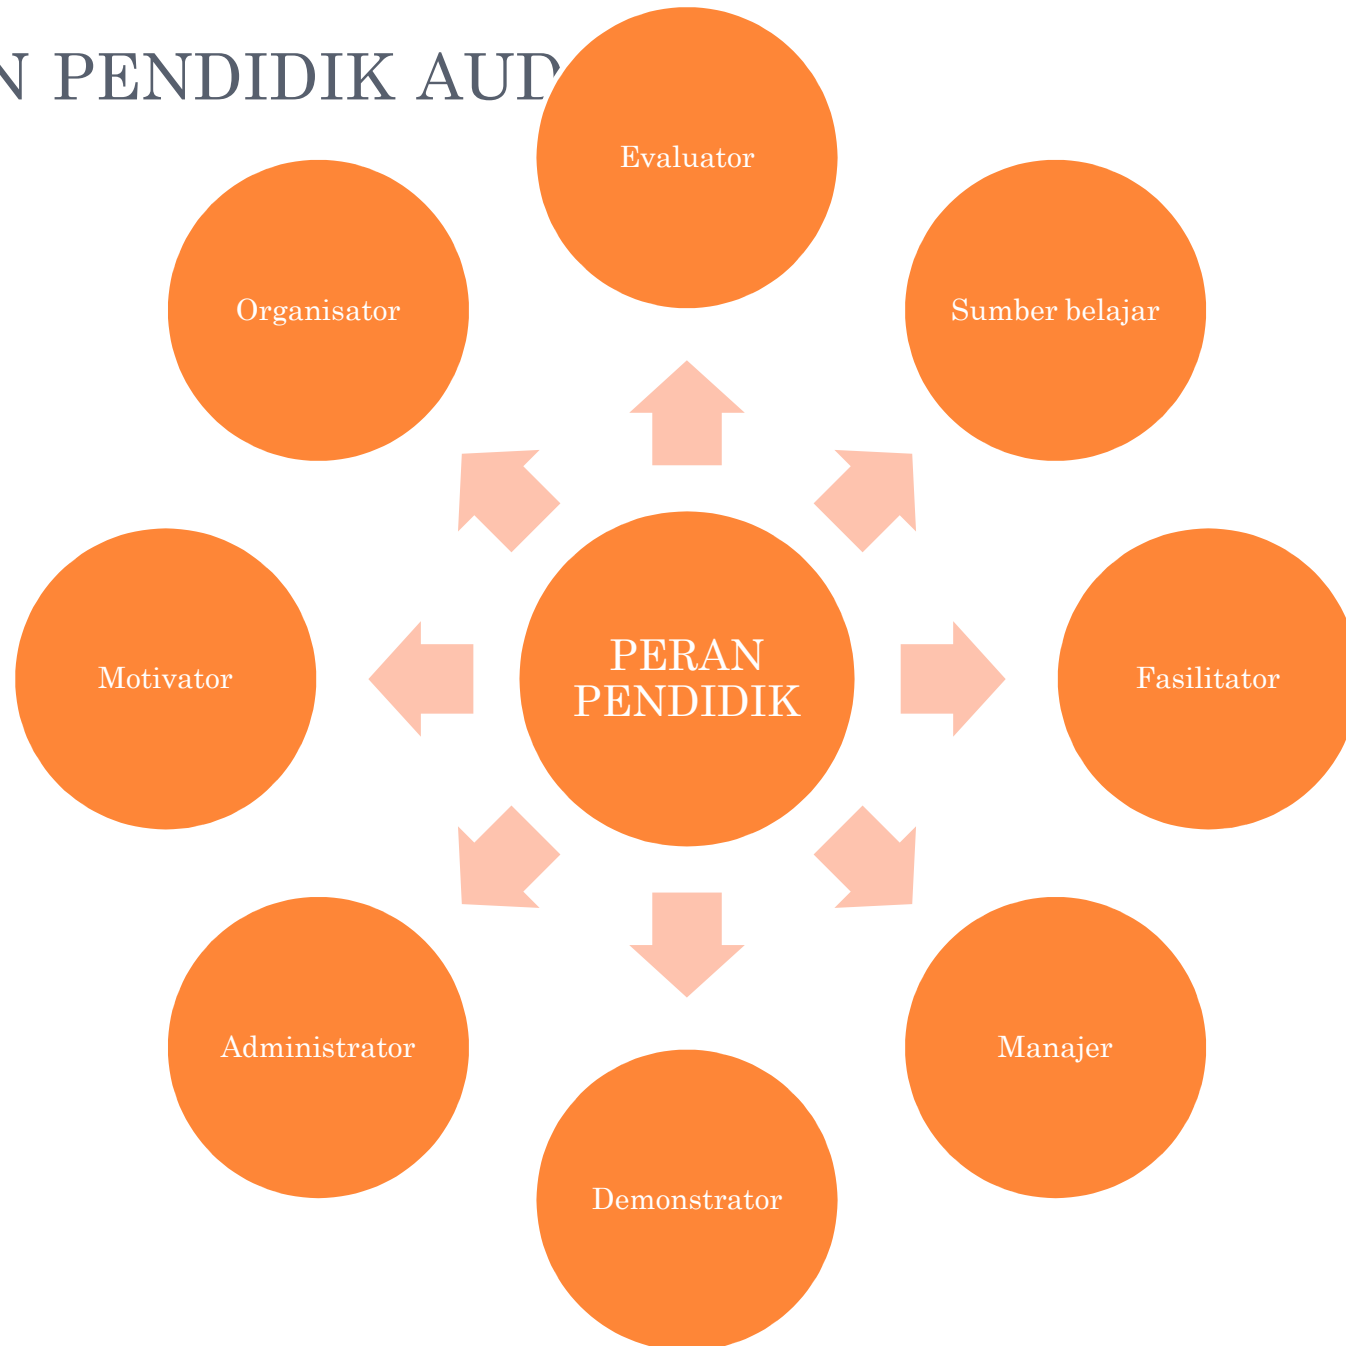 N PENDIDIK AUD
Evaluator
Organisator
Sumber belajar
Motivator
PERAN
PENDIDIK
Fasilitator
Administrator
Manajer
Demonstrator